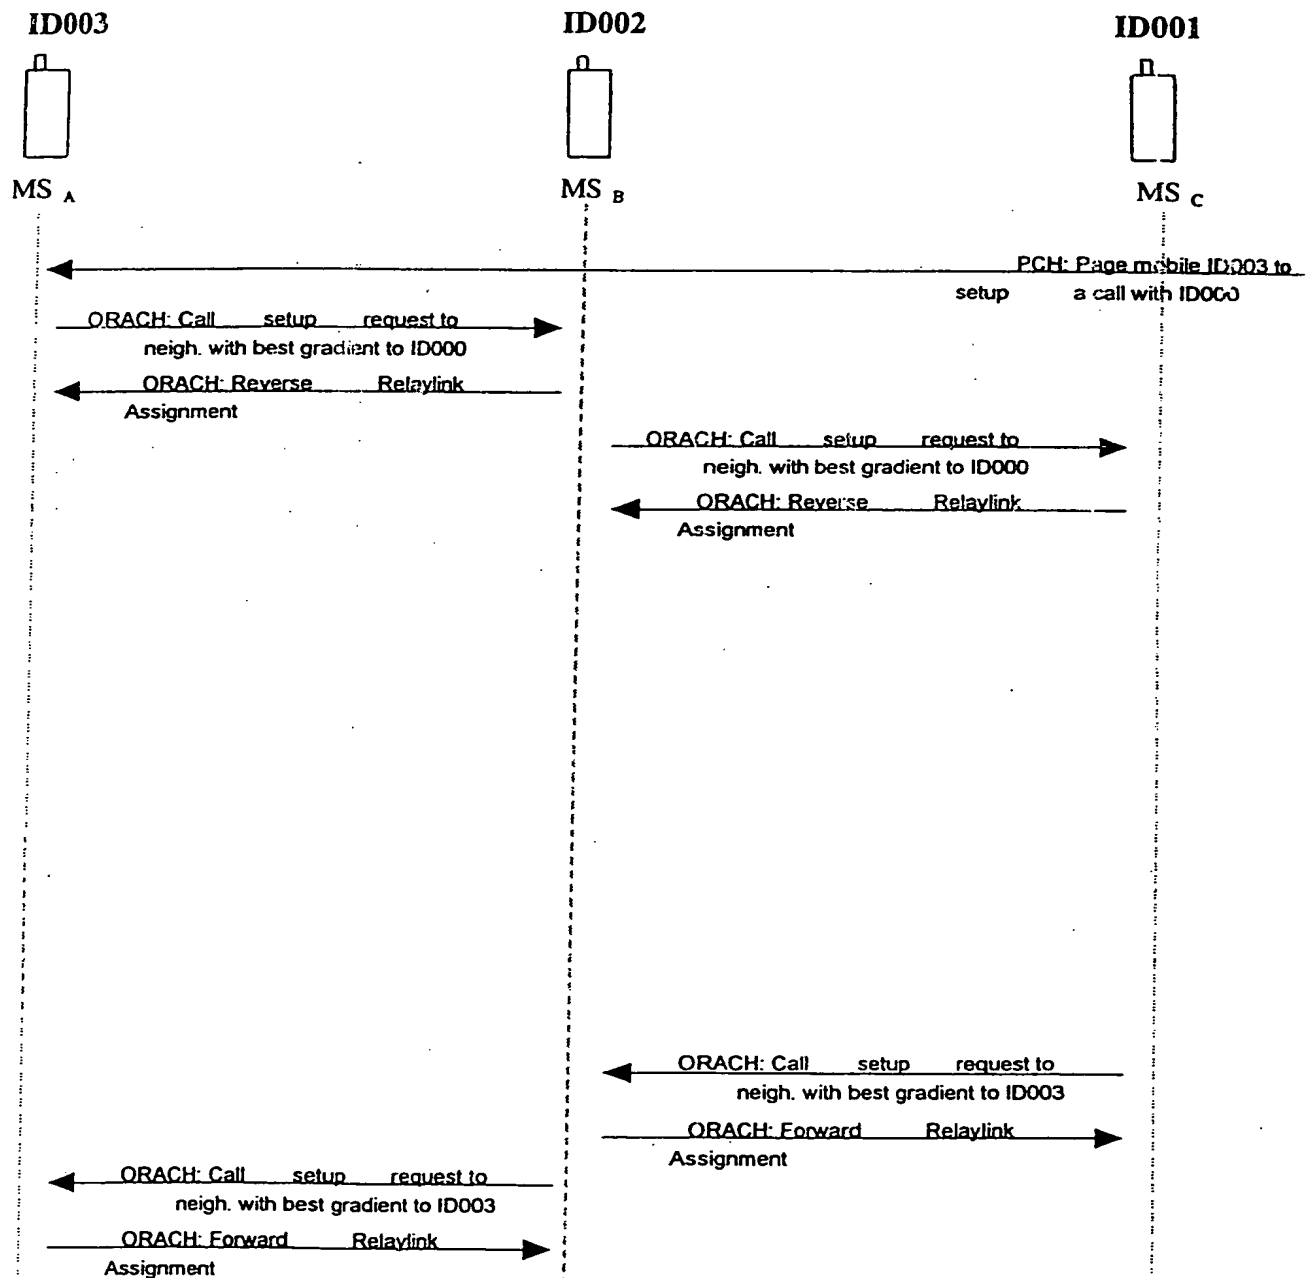 ID003 ID002 ID001
MS A MS B MS C
PCH: Page mobile ID003 to
setup a call with ID000
ORACH: Call setup request to
neigh. with best gradient to ID000
ORACH: Reverse Relaylink
Assignment
ORACH: Call setup request to
neigh. with best gradient to ID000
ORACH: Reverse Relaylink
Assignment
ORACH: Call setup request to
neigh. with best gradient to ID003
ORACH: Forward Relaylink
Assignment
ORACH: Call setup request to
neigh. with best gradient to ID003
ORACH: Forward Relaylink
Assignment